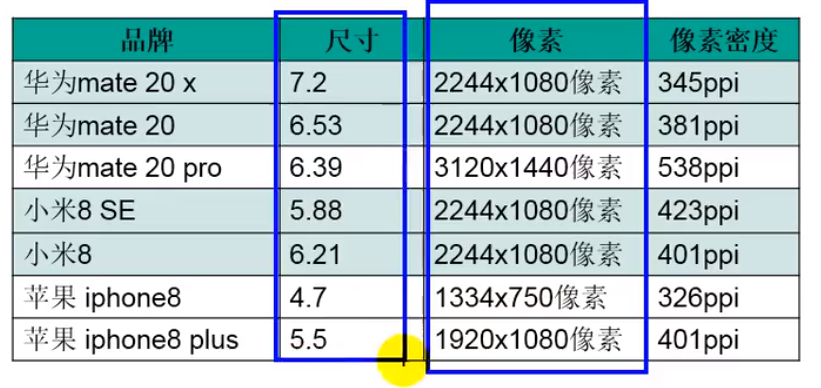 品牌 尺寸 像素 像素密度
华为mate 20 x 7.2 2244x1080像素 345ppi
华为mate 20 6.53 2244x1080像素 381ppi
华为mate 20 pro 6.39 3120x1440像素 538ppi
小米8 SE 5.88 2244x1080像素 423ppi
小米8 6.21 2244x1080像素 401ppi
苹果 iphone8 4.7 1334x750像素 326ppi
苹果 iphone8 plus 5.5 1920x1080像素 401ppi